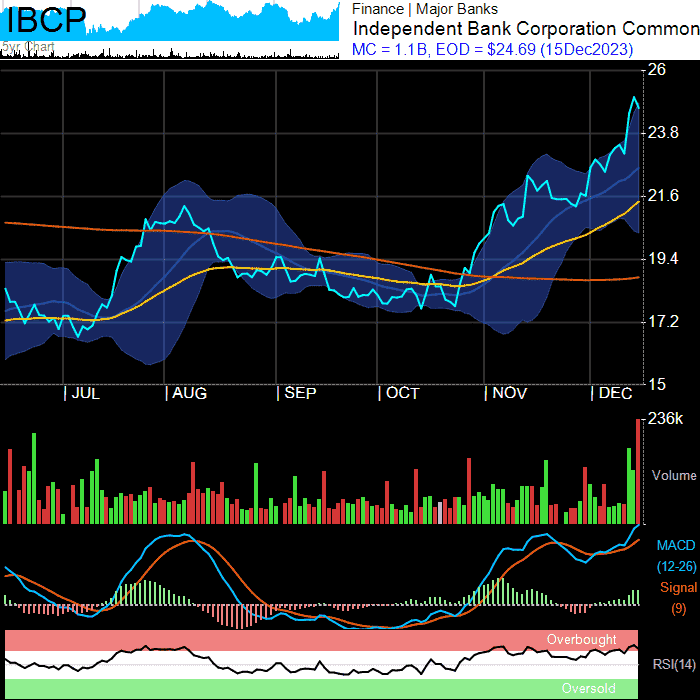 IBCP
5yr Chart
Finance | Major Banks
Independent Bank Corporation Common
MC = 1.1B, EOD = $24.69 (15Dec2023)
26
23.8
21.6
19.4
17.2
15
| JUL | AUG | SEP | OCT | NOV | DEC
236k
Volume
MACD
(12-26)
Signal
(9)
Overbought
RSI(14)
Oversold